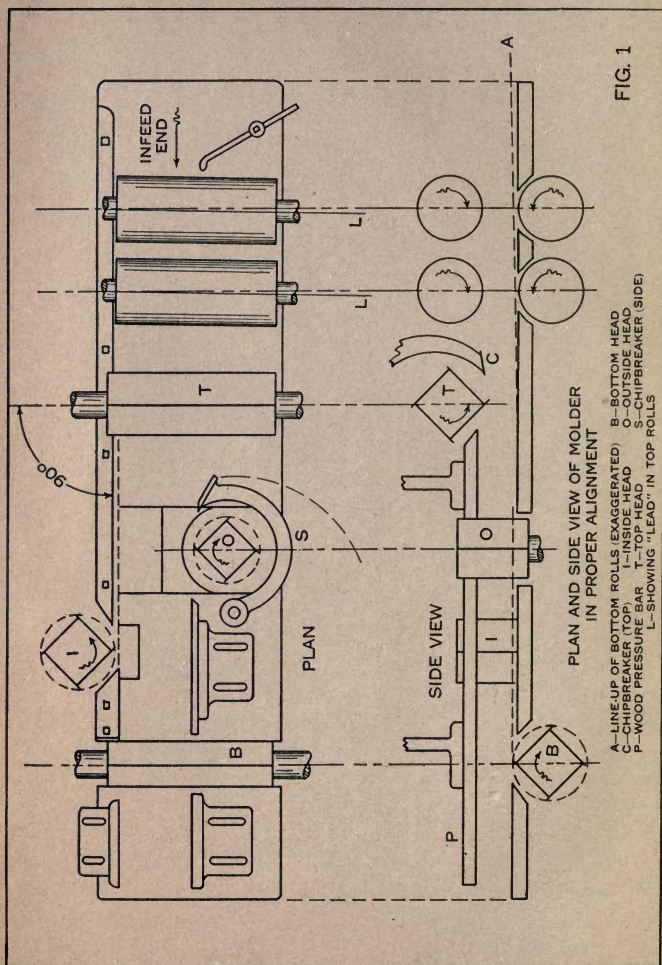 INFEED
END
L
L
T
90°
O
S
I
PLAN
B
A
C
T
O
SIDE VIEW
I
B
P
PLAN AND SIDE VIEW OF MOLDER
IN PROPER ALIGNMENT
A—LINE-UP OF BOTTOM ROLLS (EXAGGERATED) B—BOTTOM HEAD
C—CHIPBREAKER (TOP) I—INSIDE HEAD O—OUTSIDE HEAD
P—WOOD PRESSURE BAR T—TOP HEAD S—CHIPBREAKER (SIDE)
L—SHOWING "LEAD" IN TOP ROLLS
FIG. 1